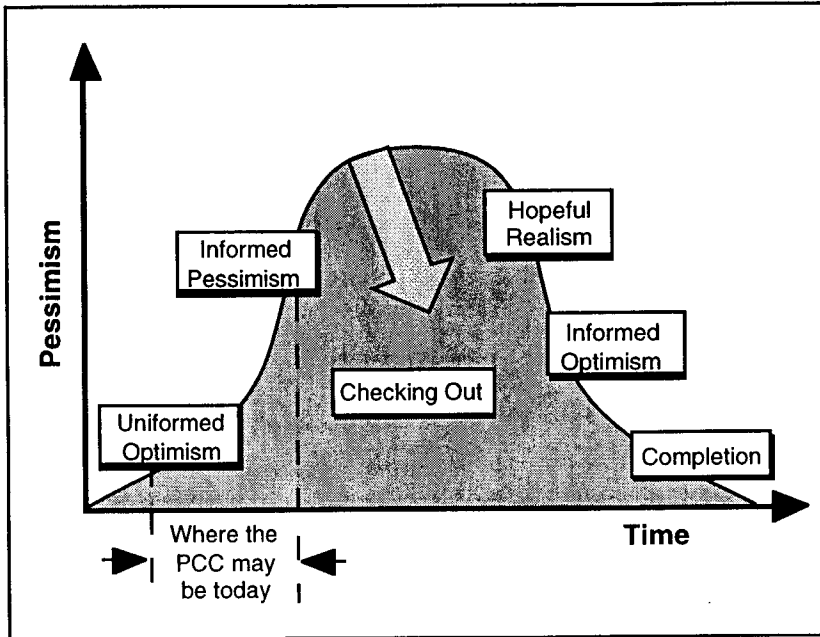 Pessimism
Informed
Pessimism
Hopeful
Realism
Informed
Optimism
Checking Out
Uniformed
Optimism
Completion
Time
Where the
PCC may
be today